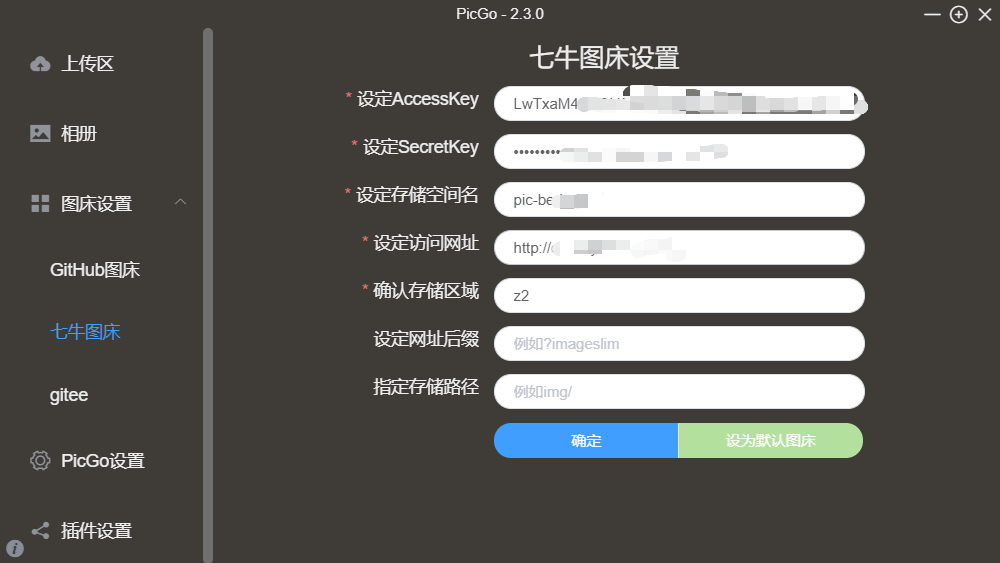 PicGo - 2.3.0
上传区
相册
图床设置
GitHub图床
七牛图床
gitee
PicGo设置
插件设置
七牛图床设置
* 设定AccessKey
LwTxaM4
* 设定SecretKey
•••••••••
* 设定存储空间名
pic-be
* 设定访问网址
http://
* 确认存储区域
z2
设定网址后缀
例如?imageslim
指定存储路径
例如img/
确定
设为默认图床